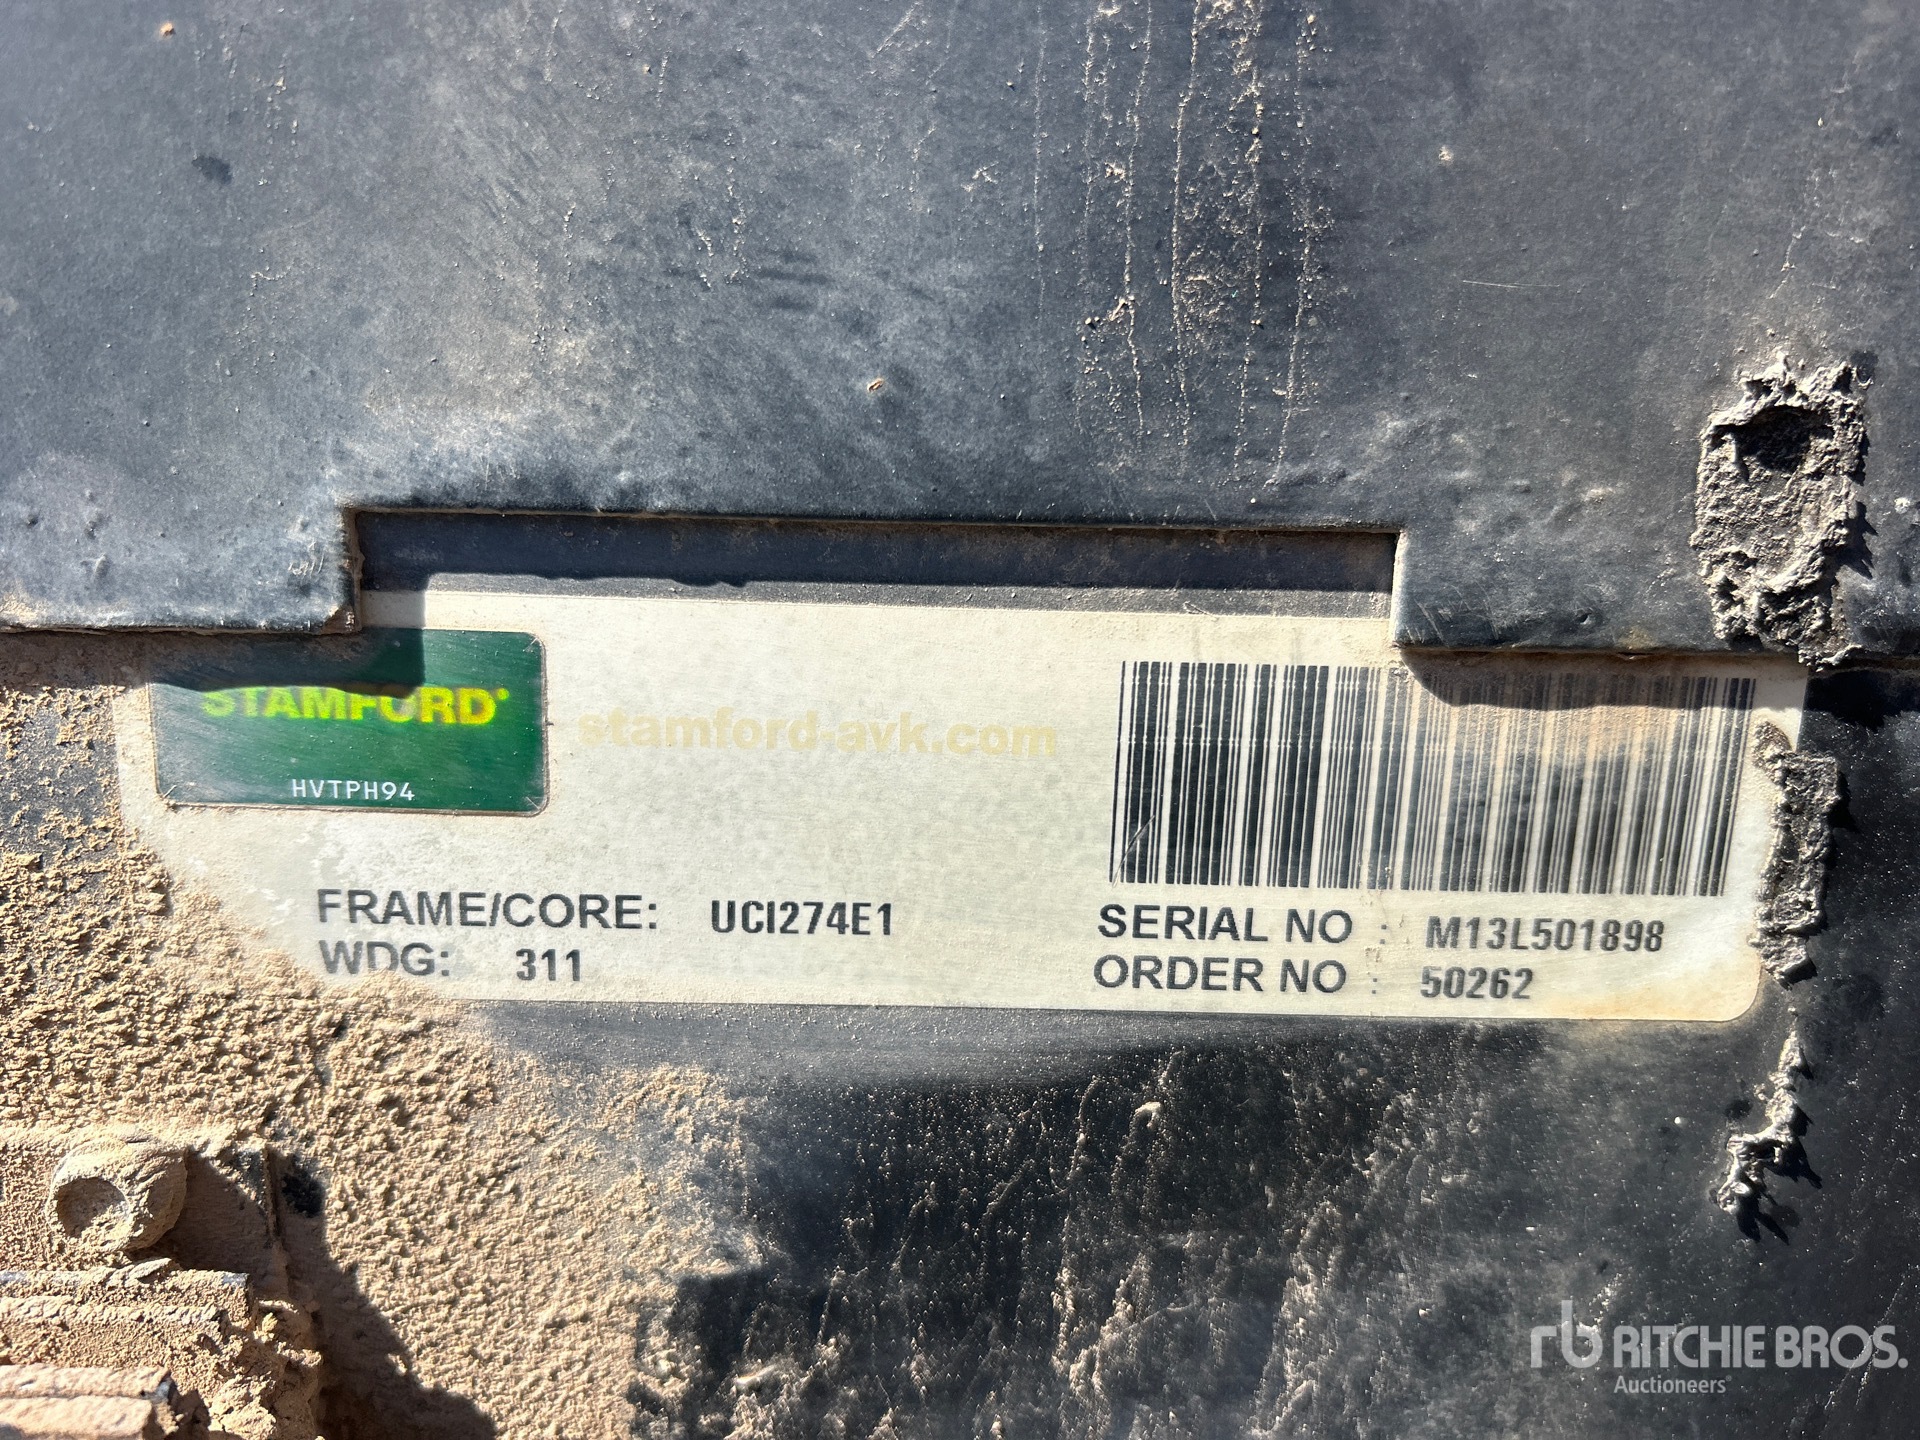 STAMFORD
HVTPH94
stamford-avk.com
FRAME/CORE: UCI274E1
WDG: 311
SERIAL NO : M13L501898
ORDER NO : 50262
rb RITCHIE BROS.
Auctioneers